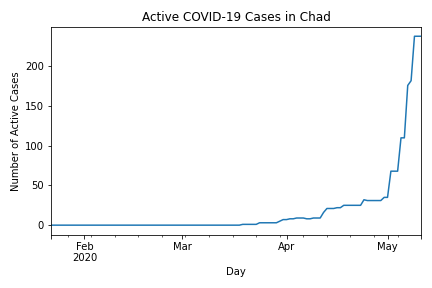 Active COVID-19 Cases in Chad
Number of Active Cases
200
150
100
50
0
Feb
2020
Mar
Apr
May
Day